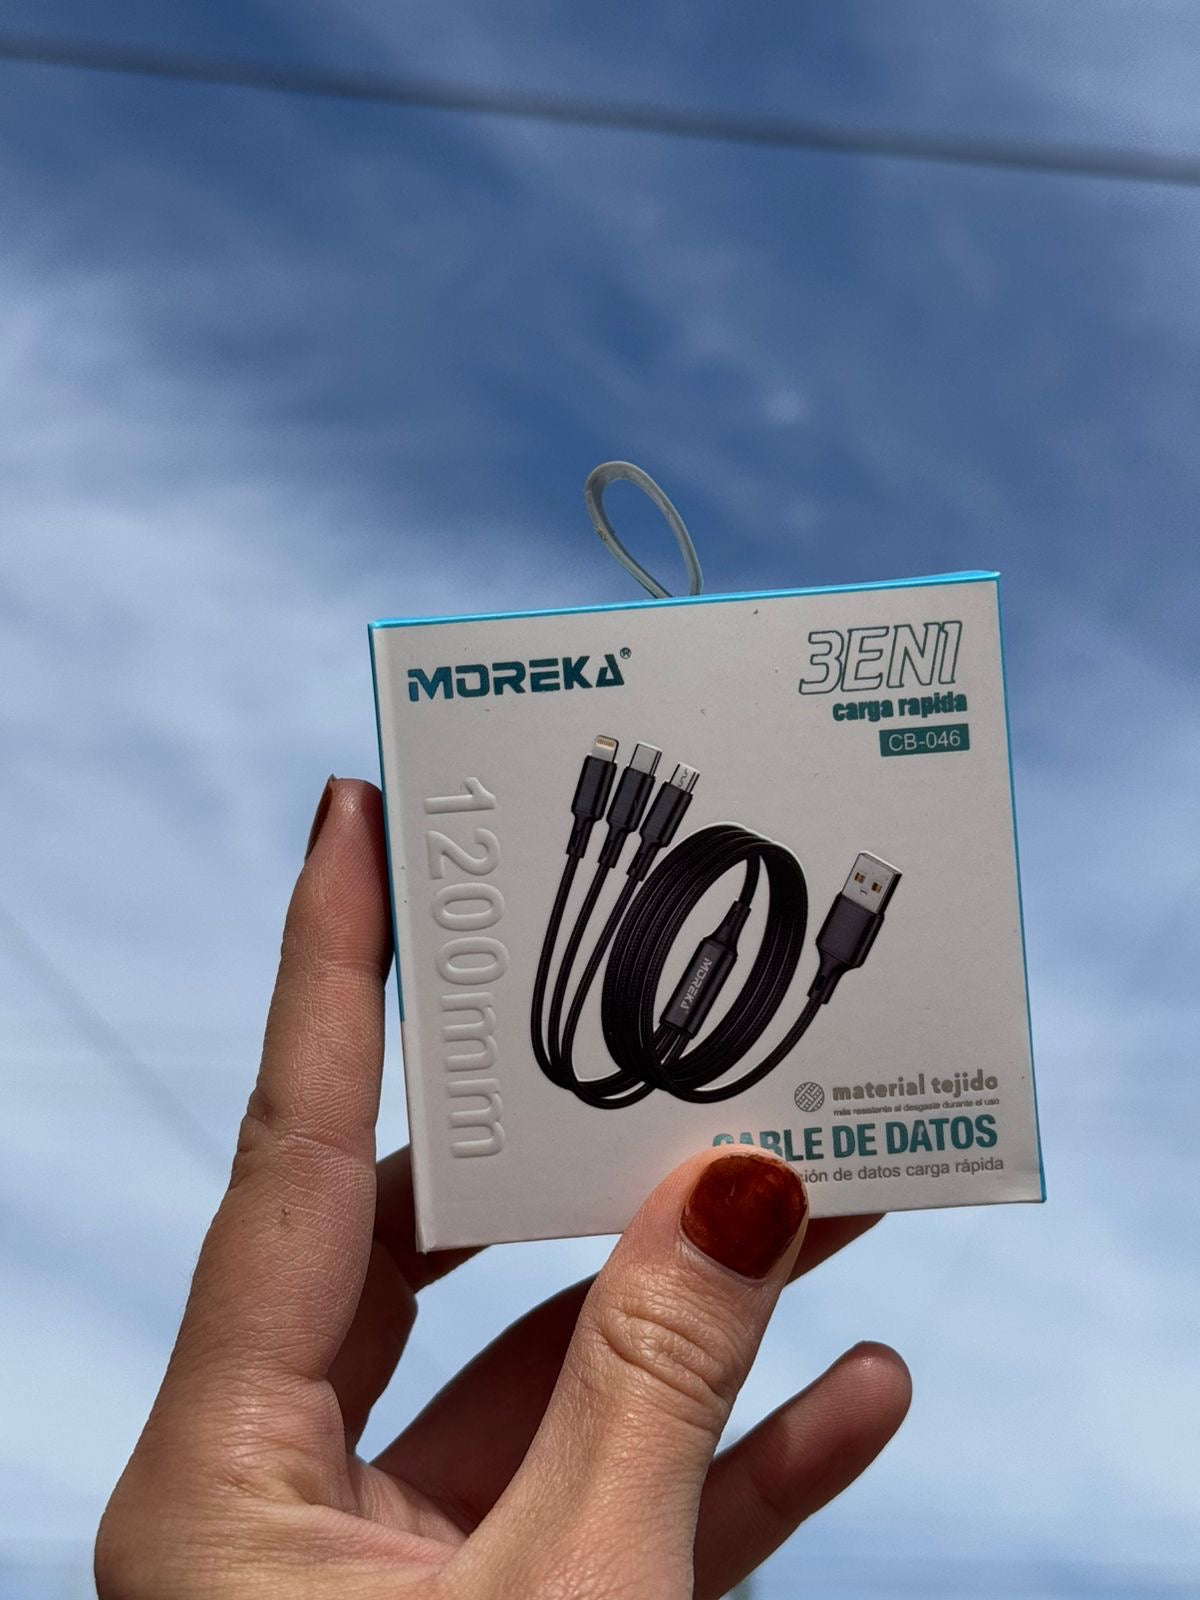 MOREKA®
3EN1
carga rapida
CB-046
1200mm
MOREKA
material tejido
más resistente al desgaste durante el uso
CABLE DE DATOS
de datos carga rápida